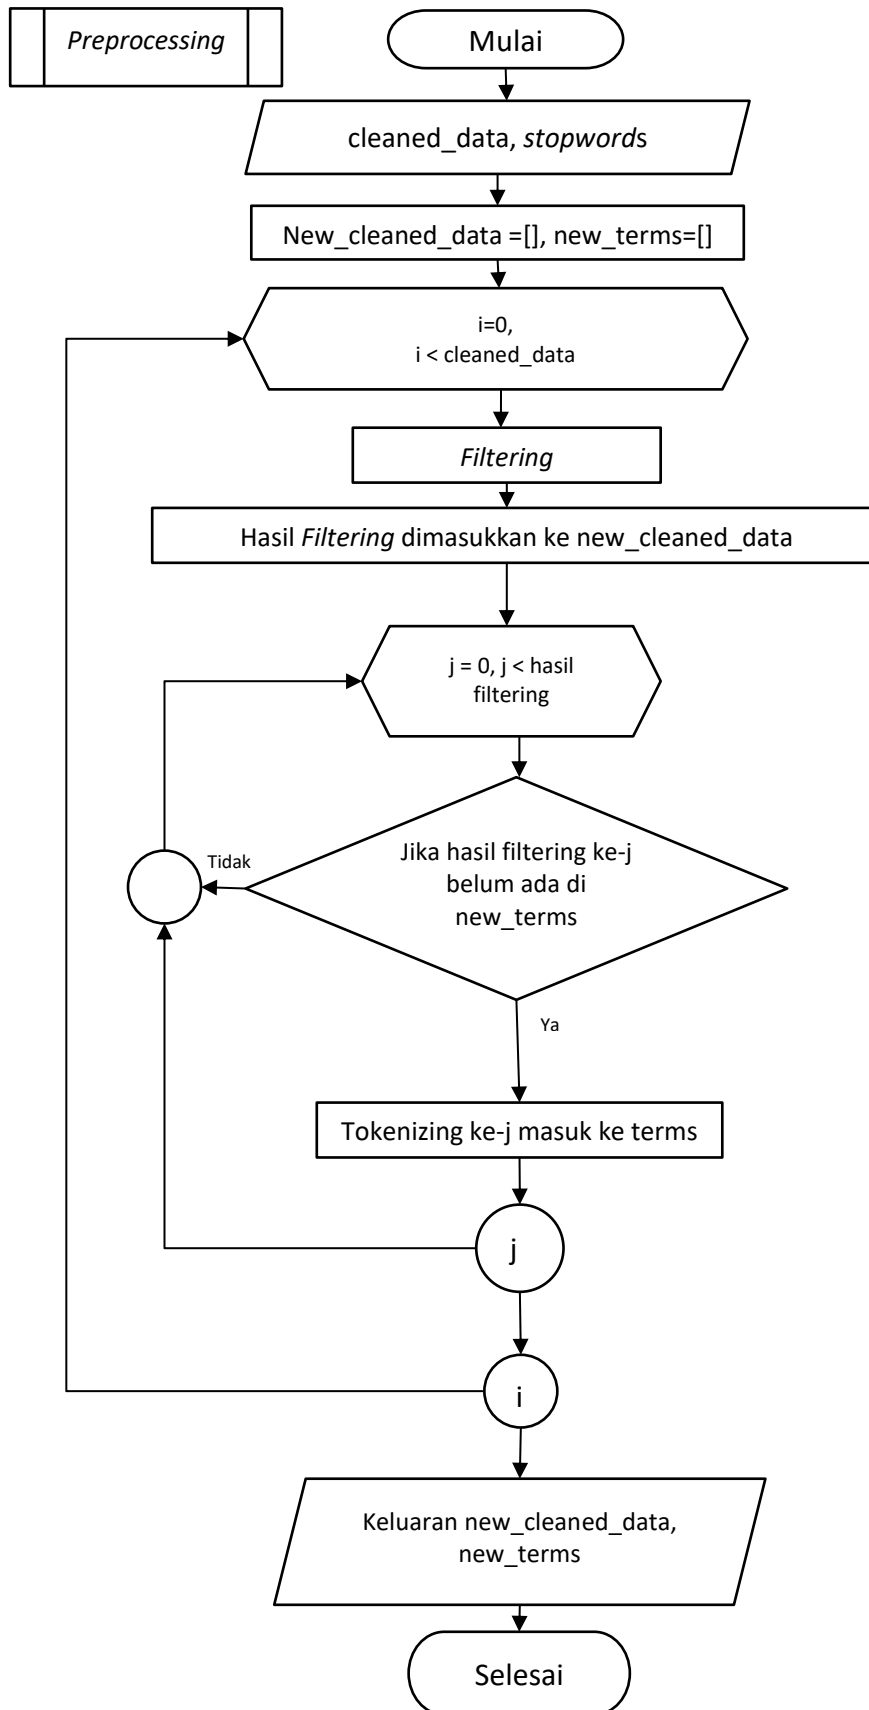 Preprocessing
Mulai
cleaned_data, stopwords
New_cleaned_data =[], new_terms=[]
i=0,
i < cleaned_data
Filtering
Hasil Filtering dimasukkan ke new_cleaned_data
j = 0, j < hasil
filtering
Tidak
Jika hasil filtering ke-j
belum ada di
new_terms
Ya
Tokenizing ke-j masuk ke terms
j
i
Keluaran new_cleaned_data,
new_terms
Selesai